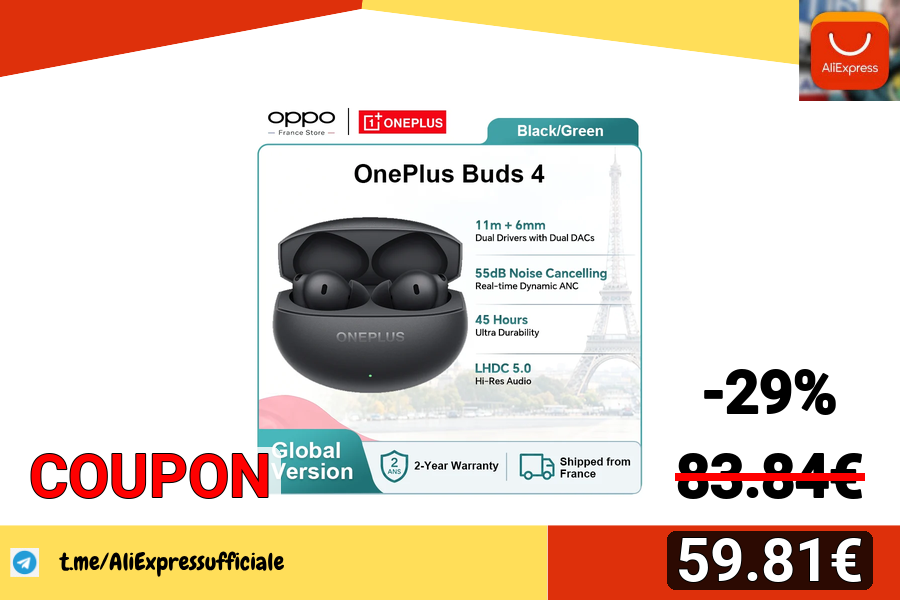 AliExpress
oppo
France Store
1+ ONEPLUS
Black/Green
OnePlus Buds 4
11m + 6mm
Dual Drivers with Dual DACs
55dB Noise Cancelling
Real-time Dynamic ANC
45 Hours
Ultra Durability
LHDC 5.0
Hi-Res Audio
ONEPLUS
-29%
COUPON
Global
Version
2
ANS
2-Year Warranty
Shipped from
France
83.84€
t.me/AliExpressufficiale
59.81€